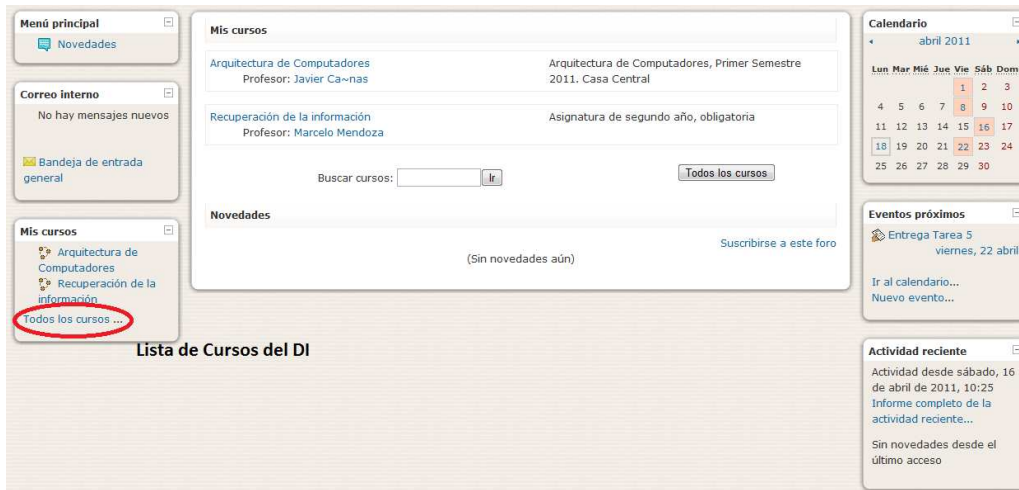 Menú principal
Novedades
Correo interno
No hay mensajes nuevos
Bandeja de entrada
general
Mis cursos
Arquitectura de
Computadores
Recuperación de la
información
Todos los cursos ...
Lista de Cursos del DI
Mis cursos
Arquitectura de Computadores
Profesor: Javier Ca~nas
Arquitectura de Computadores, Primer Semestre
2011. Casa Central
Recuperación de la información
Profesor: Marcelo Mendoza
Asignatura de segundo año, obligatoria
Buscar cursos: Ir
Todos los cursos
Novedades
Suscribirse a este foro
(Sin novedades aún)
Calendario
abril 2011
Lun Mar Mié Jue Vie Sáb Dom
1 2 3
4 5 6 7 8 9 10
11 12 13 14 15 16 17
18 19 20 21 22 23 24
25 26 27 28 29 30
Eventos próximos
Entrega Tarea 5
viernes, 22 abril
Ir al calendario...
Nuevo evento...
Actividad reciente
Actividad desde sábado, 16
de abril de 2011, 10:25
Informe completo de la
actividad reciente...
Sin novedades desde el
último acceso